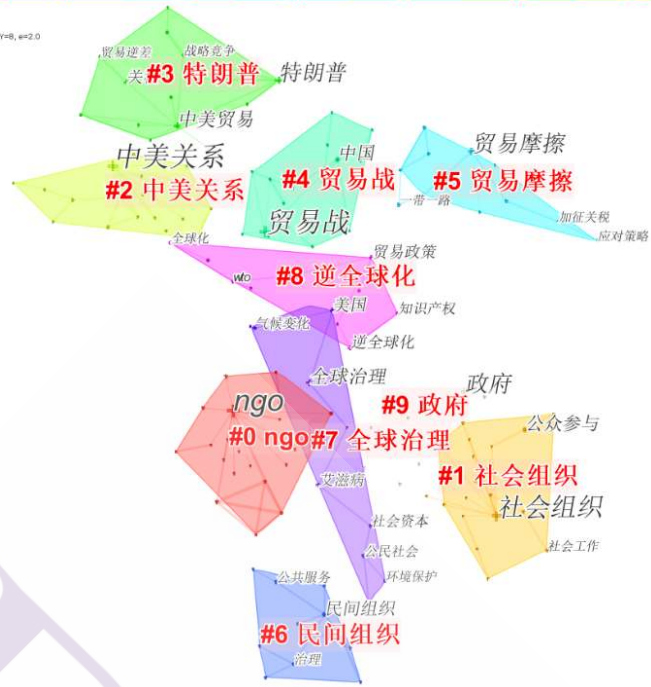 γ=8, e=2.0
贸易逆差
战略竞争
关
#3 特朗普
特朗普
中美贸易
中美关系
#2 中美关系
中国
#4 贸易战
贸易战
贸易摩擦
#5 贸易摩擦
一带一路
加征关税
应对策略
全球化
贸易政策
wto
#8 逆全球化
美国
知识产权
气候变化
逆全球化
全球治理
政府
ngo
#9 政府
公众参与
#0 ngo
#7 全球治理
#1 社会组织
艾滋病
社会组织
社会资本
社会工作
公民社会
公共服务
环境保护
民间组织
#6 民间组织
治理